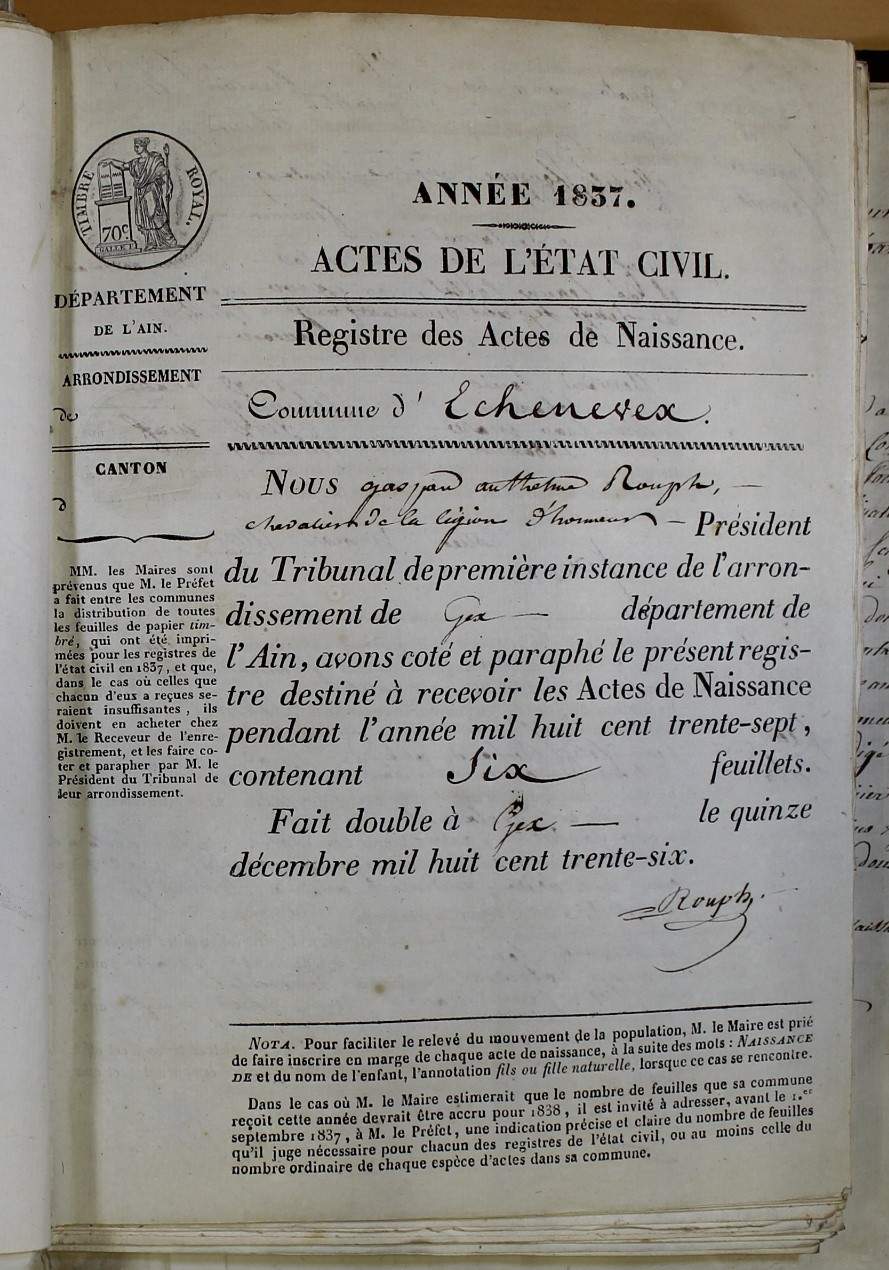 TIMBRE ROYAL.
70c.
GALLE F.
DÉPARTEMENT
DE L'AIN.
ARRONDISSEMENT
de
CANTON
d
MM. les Maires sont
prévenus que M. le Préfet
a fait entre les communes
la distribution de toutes
les feuilles de papier tim-
bré, qui ont été impri-
mées pour les registres de
l'état civil en 1837, et que,
dans le cas où celles que
chacun d'eux a reçues se-
raient insuffisantes, ils
doivent en acheter chez
M. le Receveur de l'enre-
gistrement, et les faire co-
ter et parapher par M. le
Président du Tribunal de
leur arrondissement.
ANNÉE 1837.
ACTES DE L'ÉTAT CIVIL.
Registre des Actes de Naissance.
Commune d' Echenevex.
NOUS gaspard anthelme Rouph, —
chevalier de la légion d'honneur — Président
du Tribunal de première instance de l'arron-
dissement de Gex — département de
l'Ain, avons coté et paraphé le présent regis-
tre destiné à recevoir les Actes de Naissance
pendant l'année mil huit cent trente-sept,
contenant Six feuillets.
Fait double à Gex — le quinze
décembre mil huit cent trente-six.
Rouph.
NOTA. Pour faciliter le relevé du mouvement de la population, M. le Maire est prié
de faire inscrire en marge de chaque acte de naissance, à la suite des mots : NAISSANCE
DE et du nom de l'enfant, l'annotation fils ou fille naturelle, lorsque ce cas se rencontre.
Dans le cas où M. le Maire estimerait que le nombre de feuilles que sa commune
reçoit cette année devrait être accru pour 1838, il est invité à adresser, avant le 1.er
septembre 1837, à M. le Préfet, une indication précise et claire du nombre de feuilles
qu'il juge nécessaire pour chacun des registres de l'état civil, ou au moins celle du
nombre ordinaire de chaque espèce d'actes dans sa commune.